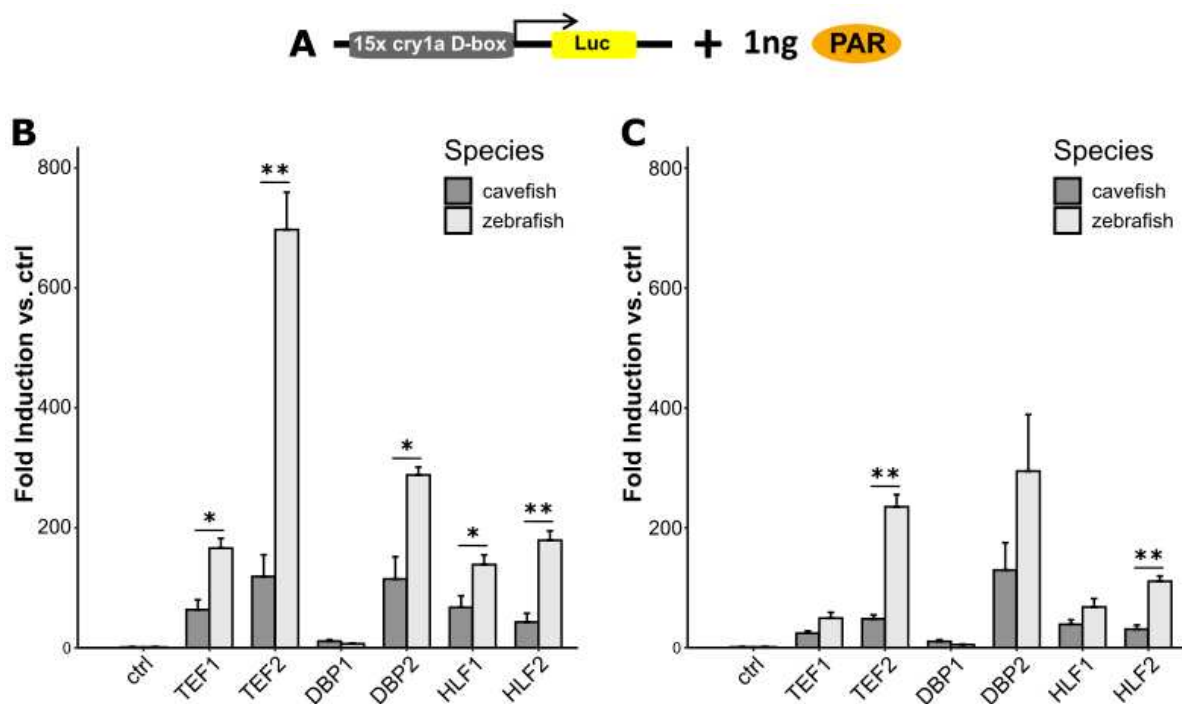 A 15x cry1a D-box Luc + 1ng PAR
B
Species
cavefish
zebrafish
Fold Induction vs. ctrl
800
600
400
200
0
* ** * * **
ctrl TEF1 TEF2 DBP1 DBP2 HLF1 HLF2
C
Species
cavefish
zebrafish
Fold Induction vs. ctrl
800
600
400
200
0
** **
ctrl TEF1 TEF2 DBP1 DBP2 HLF1 HLF2